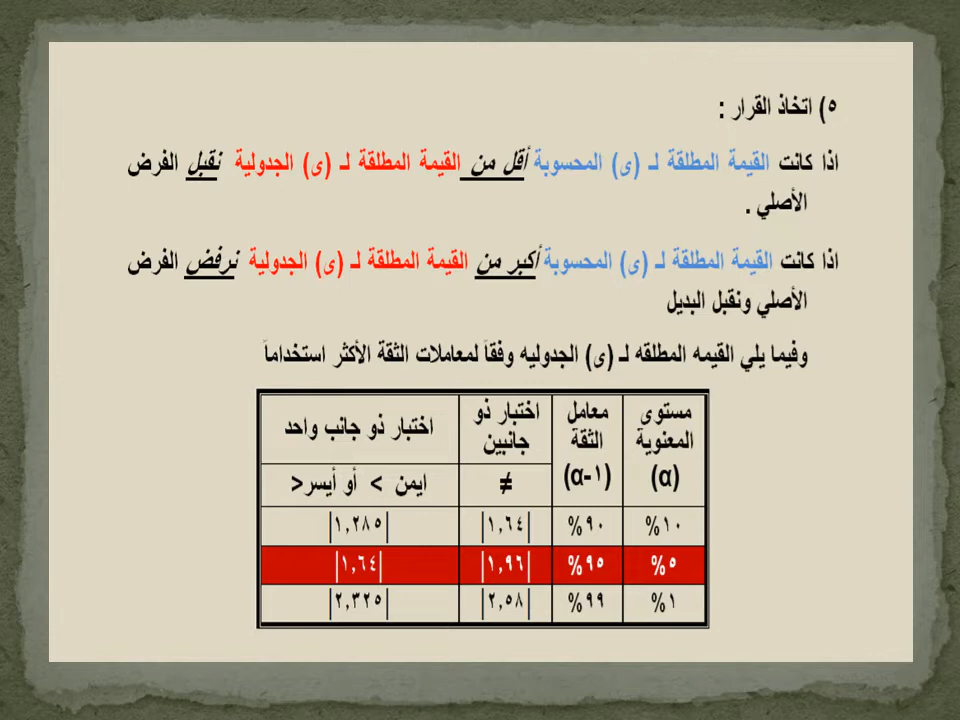 ٥) اتخاذ القرار :
اذا كانت القيمة المطلقة لـ (ى) المحسوبة أقل من القيمة المطلقة لـ (ى) الجدولية نقبل الفرض
الأصلي .
اذا كانت القيمة المطلقة لـ (ى) المحسوبة أكبر من القيمة المطلقة لـ (ى) الجدولية نرفض الفرض
الأصلي ونقبل البديل
وفيما يلي القيمه المطلقه لـ (ى) الجدوليه وفقاً لمعاملات الثقة الأكثر استخداماً
مستوى المعنوية (α) معامل الثقة (١-α) اختبار ذو جانبين اختبار ذو جانب واحد
≠ ايمن > أو أيسر<
١٠% ٩٠% |١,٦٤| |١,٢٨٥|
٥% ٩٥% |١,٩٦| |١,٦٤|
١% ٩٩% |٢,٥٨| |٢,٣٢٥|